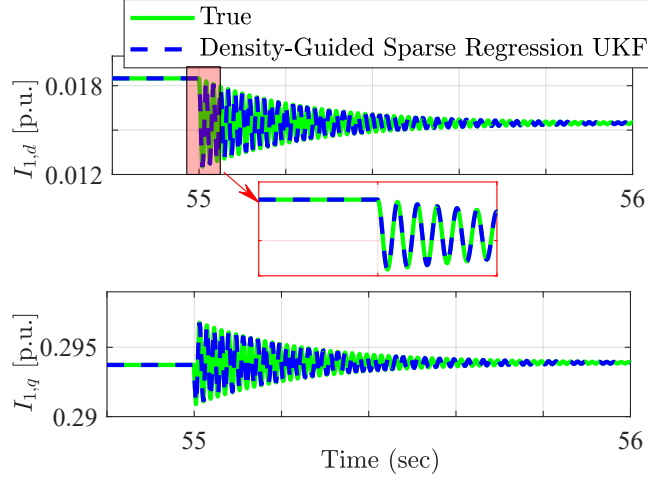 True
Density-Guided Sparse Regression UKF
I1,d [p.u.]
0.018
0.012
55
56
I1,q [p.u.]
0.295
0.29
55
56
Time (sec)